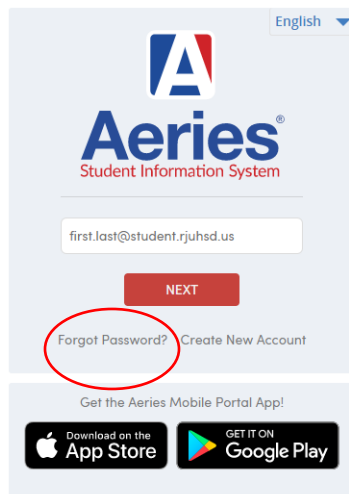 English
Aeries®
Student Information System
first.last@student.rjuhsd.us
NEXT
Forgot Password? Create New Account
Get the Aeries Mobile Portal App!
Download on the
App Store
GET IT ON
Google Play